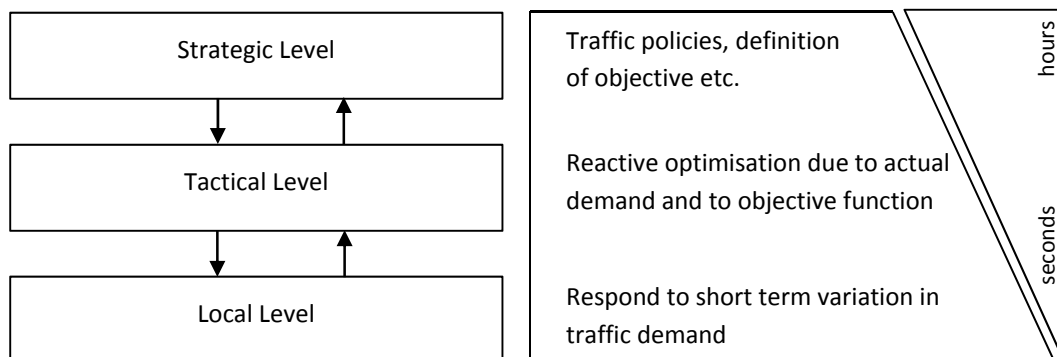 Strategic Level
Traffic policies, definition
of objective etc.
hours
Tactical Level
Reactive optimisation due to actual
demand and to objective function
seconds
Local Level
Respond to short term variation in
traffic demand